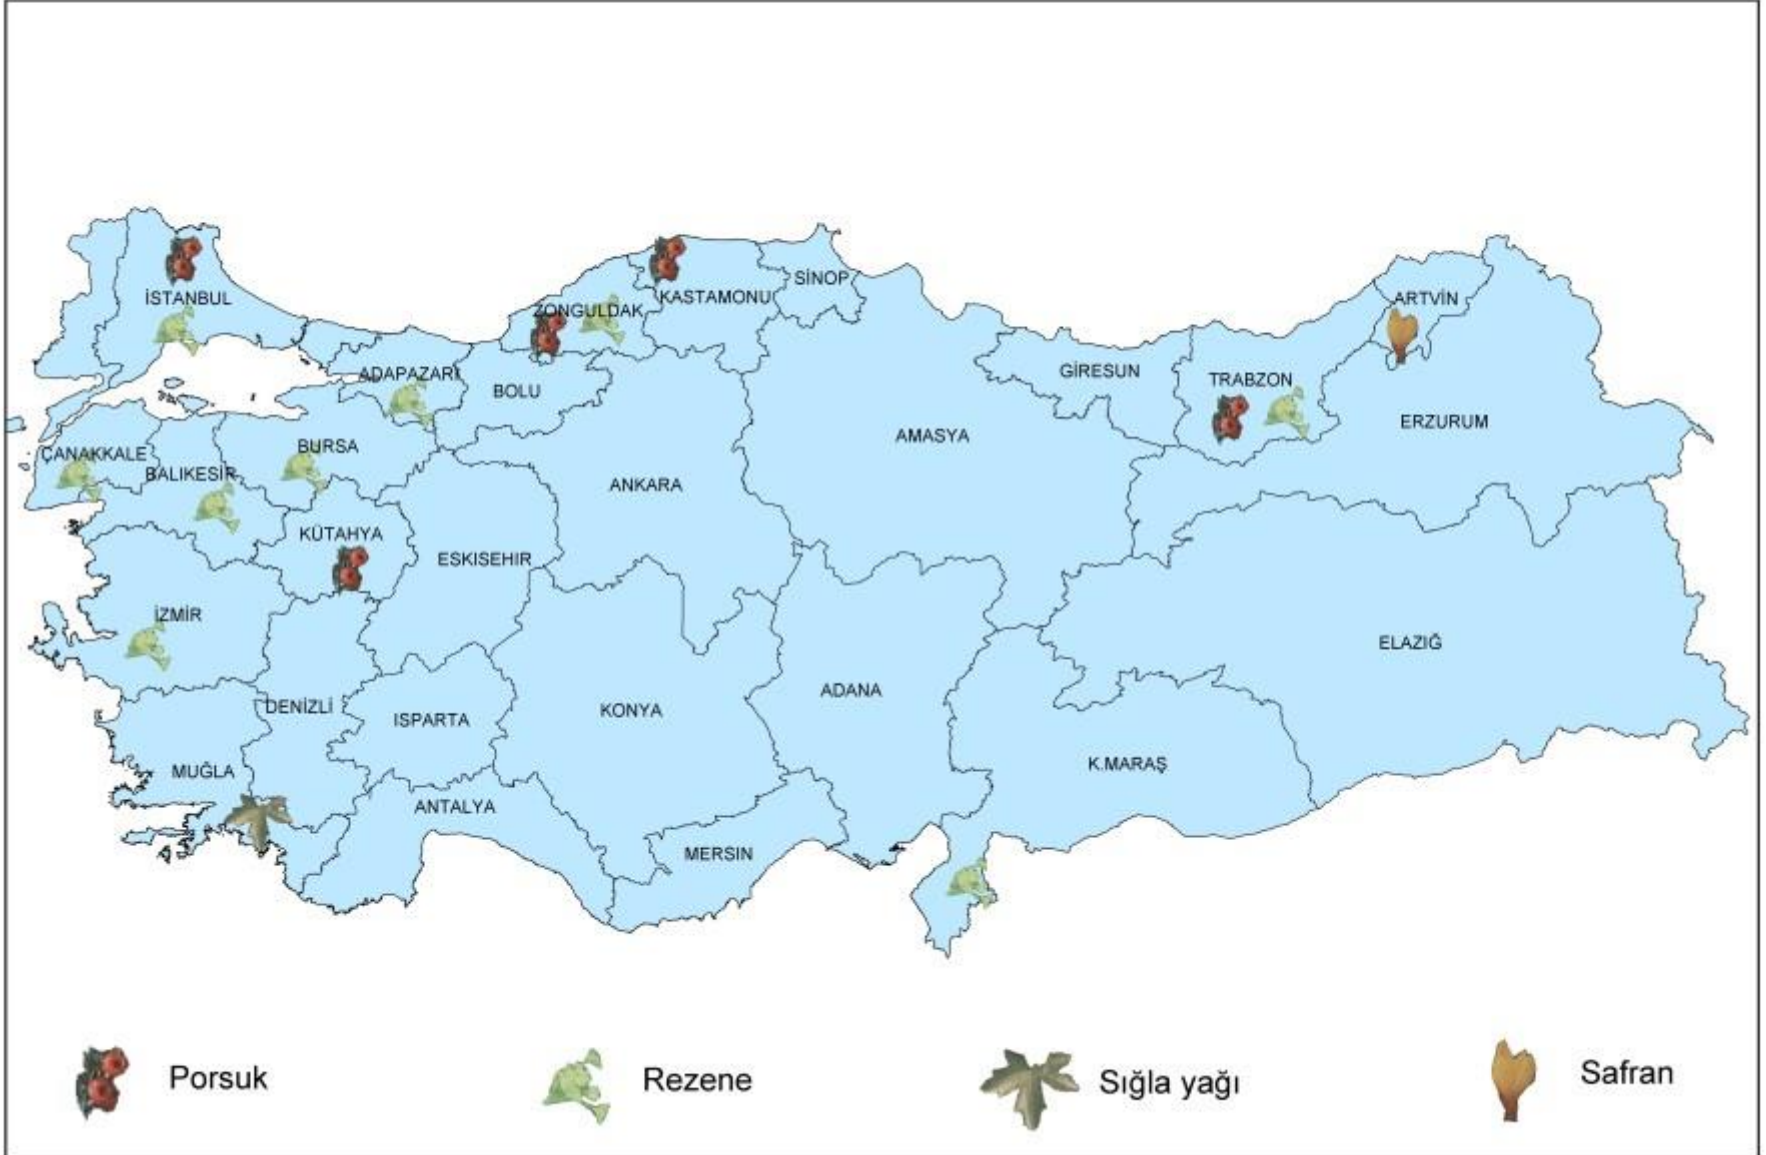 SİNOP
İSTANBUL
KASTAMONU
ARTVİN
ZONGULDAK
ADAPAZARI
GİRESUN
TRABZON
BOLU
ERZURUM
AMASYA
BURSA
ÇANAKKALE
BALIKESİR
ANKARA
KÜTAHYA
ESKISEHIR
İZMİR
ELAZIĞ
ADANA
DENİZLİ
KONYA
ISPARTA
K.MARAŞ
MUĞLA
ANTALYA
MERSIN
Porsuk
Rezene
Sığla yağı
Safran